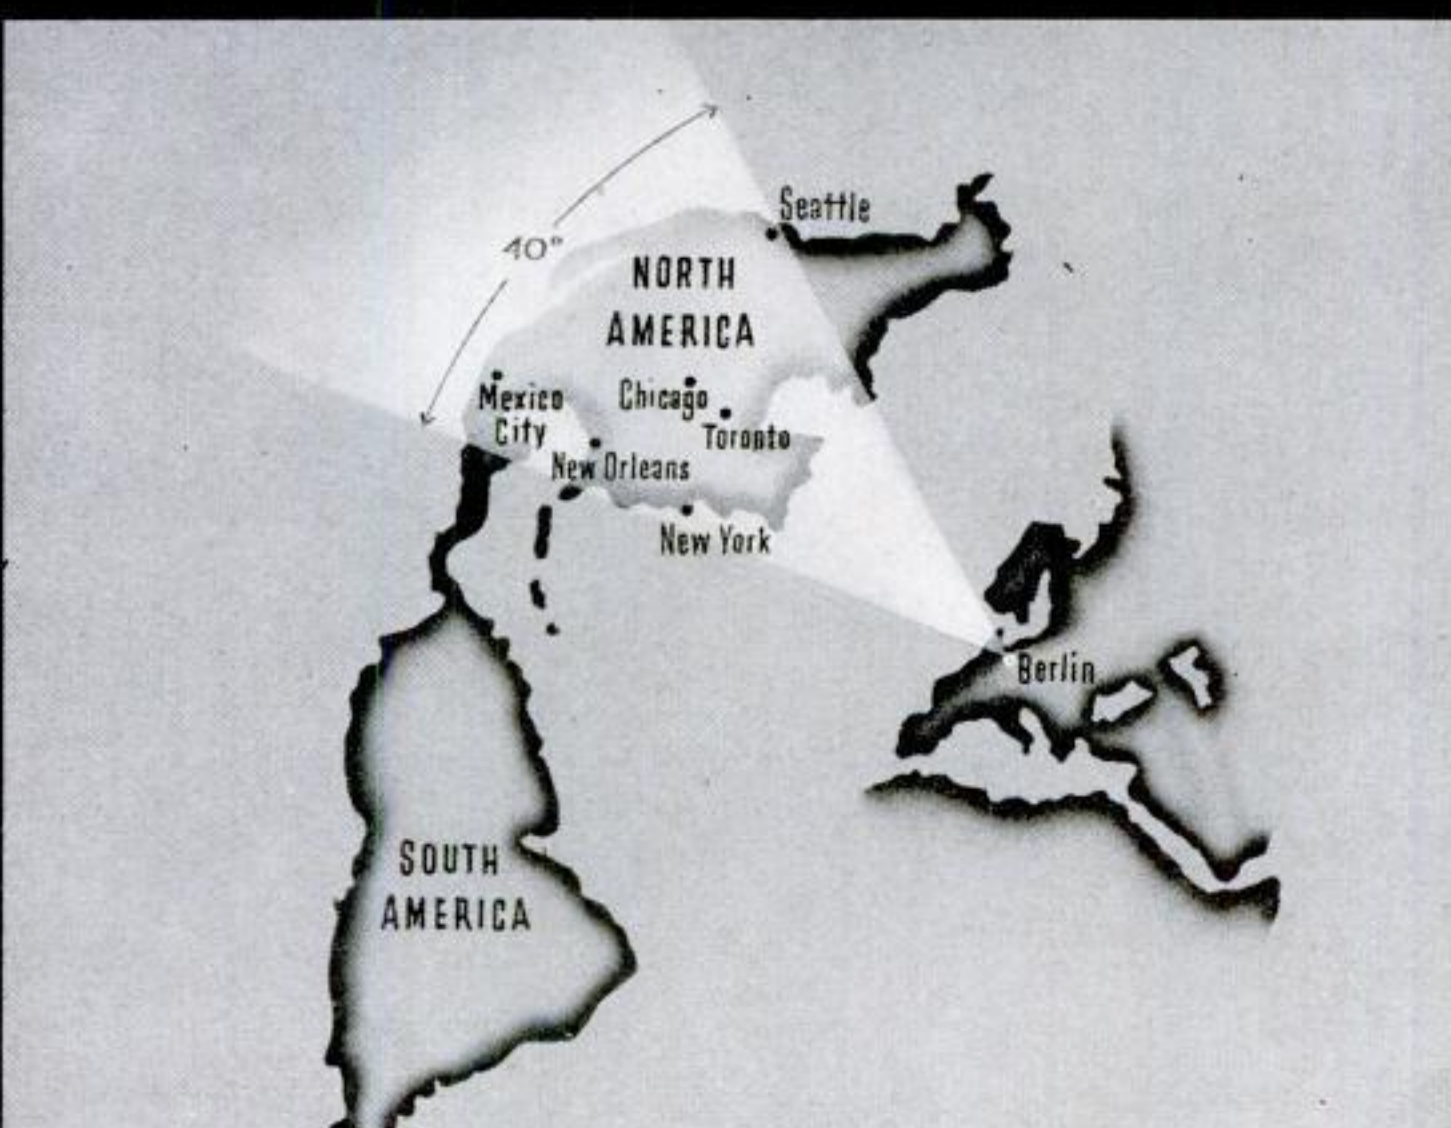 Seattle
40°
NORTH
AMERICA
Mexico
City
Chicago
Toronto
New Orleans
New York
Berlin
SOUTH
AMERICA